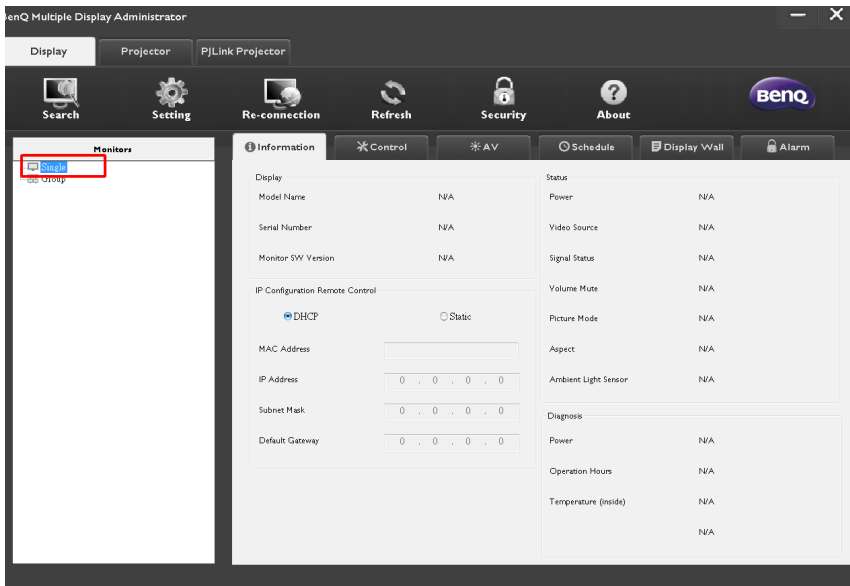 BenQ Multiple Display Administrator
Display Projector PJLink Projector
Search Setting Re-connection Refresh Security About BenQ
Monitors
Single
Group
Information Control AV Schedule Display Wall Alarm
Display
Model Name N/A
Serial Number N/A
Monitor SW Version N/A
IP Configuration Remote Control
DHCP Static
MAC Address
IP Address 0 . 0 . 0 . 0
Subnet Mask 0 . 0 . 0 . 0
Default Gateway 0 . 0 . 0 . 0
Status
Power N/A
Video Source N/A
Signal Status N/A
Volume Mute N/A
Picture Mode N/A
Aspect N/A
Ambient Light Sensor N/A
Diagnosis
Power N/A
Operation Hours N/A
Temperature (inside) N/A
N/A